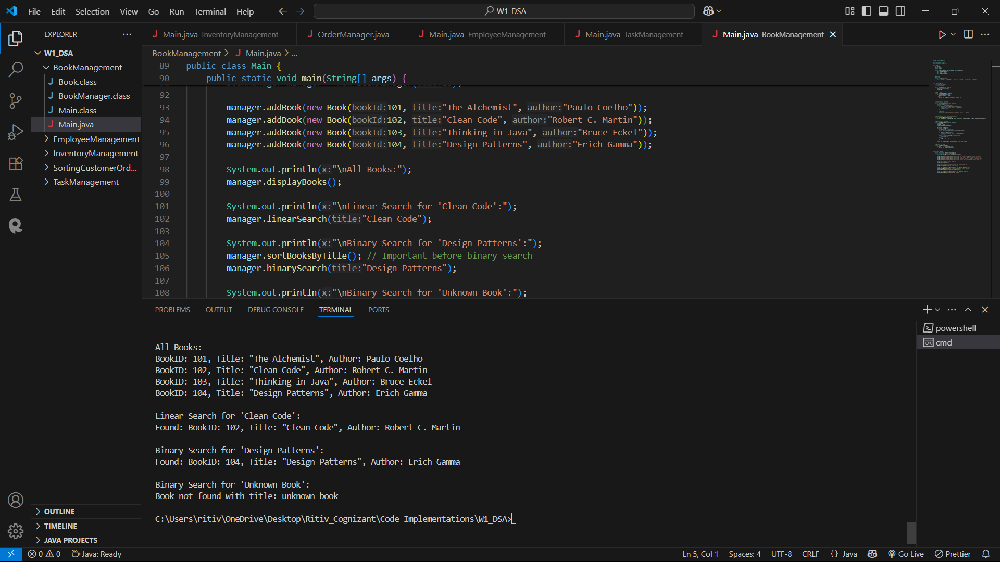 File Edit Selection View Go Run Terminal Help
W1_DSA
EXPLORER
W1_DSA
BookManagement
Book.class
BookManager.class
Main.class
Main.java
EmployeeManagement
InventoryManagement
SortingCustomerOrd...
TaskManagement
OUTLINE
TIMELINE
JAVA PROJECTS
Main.java InventoryManagement
OrderManager.java
Main.java EmployeeManagement
Main.java TaskManagement
Main.java BookManagement
BookManagement > Main.java > ...
89 public class Main {
90 public static void main(String[] args) {
92
93 manager.addBook(new Book(bookId:101, title:"The Alchemist", author:"Paulo Coelho"));
94 manager.addBook(new Book(bookId:102, title:"Clean Code", author:"Robert C. Martin"));
95 manager.addBook(new Book(bookId:103, title:"Thinking in Java", author:"Bruce Eckel"));
96 manager.addBook(new Book(bookId:104, title:"Design Patterns", author:"Erich Gamma"));
97
98 System.out.println(x:"\nAll Books:");
99 manager.displayBooks();
100
101 System.out.println(x:"\nLinear Search for 'Clean Code':");
102 manager.linearSearch(title:"Clean Code");
103
104 System.out.println(x:"\nBinary Search for 'Design Patterns':");
105 manager.sortBooksByTitle(); // Important before binary search
106 manager.binarySearch(title:"Design Patterns");
107
108 System.out.println(x:"\nBinary Search for 'Unknown Book':");
PROBLEMS OUTPUT DEBUG CONSOLE TERMINAL PORTS
powershell
cmd
All Books:
BookID: 101, Title: "The Alchemist", Author: Paulo Coelho
BookID: 102, Title: "Clean Code", Author: Robert C. Martin
BookID: 103, Title: "Thinking in Java", Author: Bruce Eckel
BookID: 104, Title: "Design Patterns", Author: Erich Gamma
Linear Search for 'Clean Code':
Found: BookID: 102, Title: "Clean Code", Author: Robert C. Martin
Binary Search for 'Design Patterns':
Found: BookID: 104, Title: "Design Patterns", Author: Erich Gamma
Binary Search for 'Unknown Book':
Book not found with title: unknown book
C:\Users\ritiv\OneDrive\Desktop\Ritiv_Cognizant\Code Implementations\W1_DSA>
0 0 Java: Ready
Ln 5, Col 1 Spaces: 4 UTF-8 CRLF {} Java Go Live Prettier